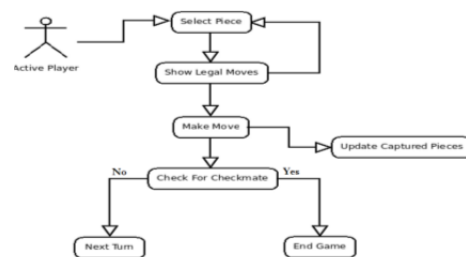 Select Piece
Active Player
Show Legal Moves
Make Move
Update Captured Pieces
No
Check For Checkmate
Yes
Next Turn
End Game